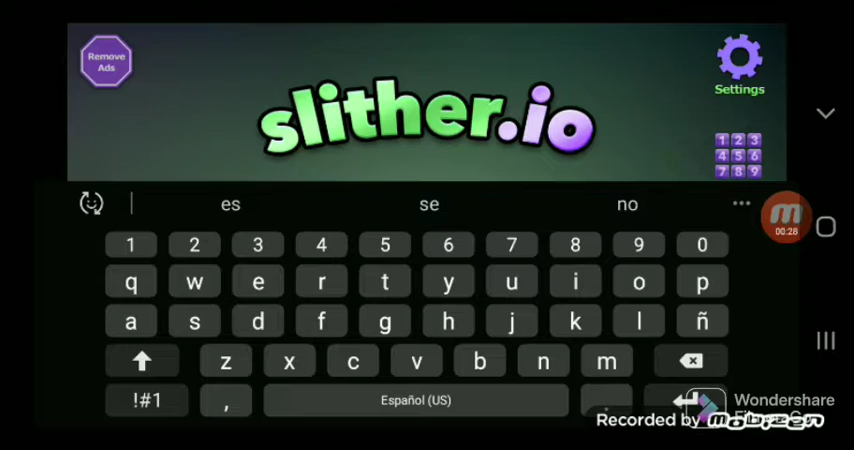 Remove
Ads
slither.io
Settings
1 2 3
4 5 6
7 8 9
es se no
00:28
1 2 3 4 5 6 7 8 9 0
q w e r t y u i o p
a s d f g h j k l ñ
z x c v b n m
!#1 , Español (US) .
Wondershare
Recorded by mobizen